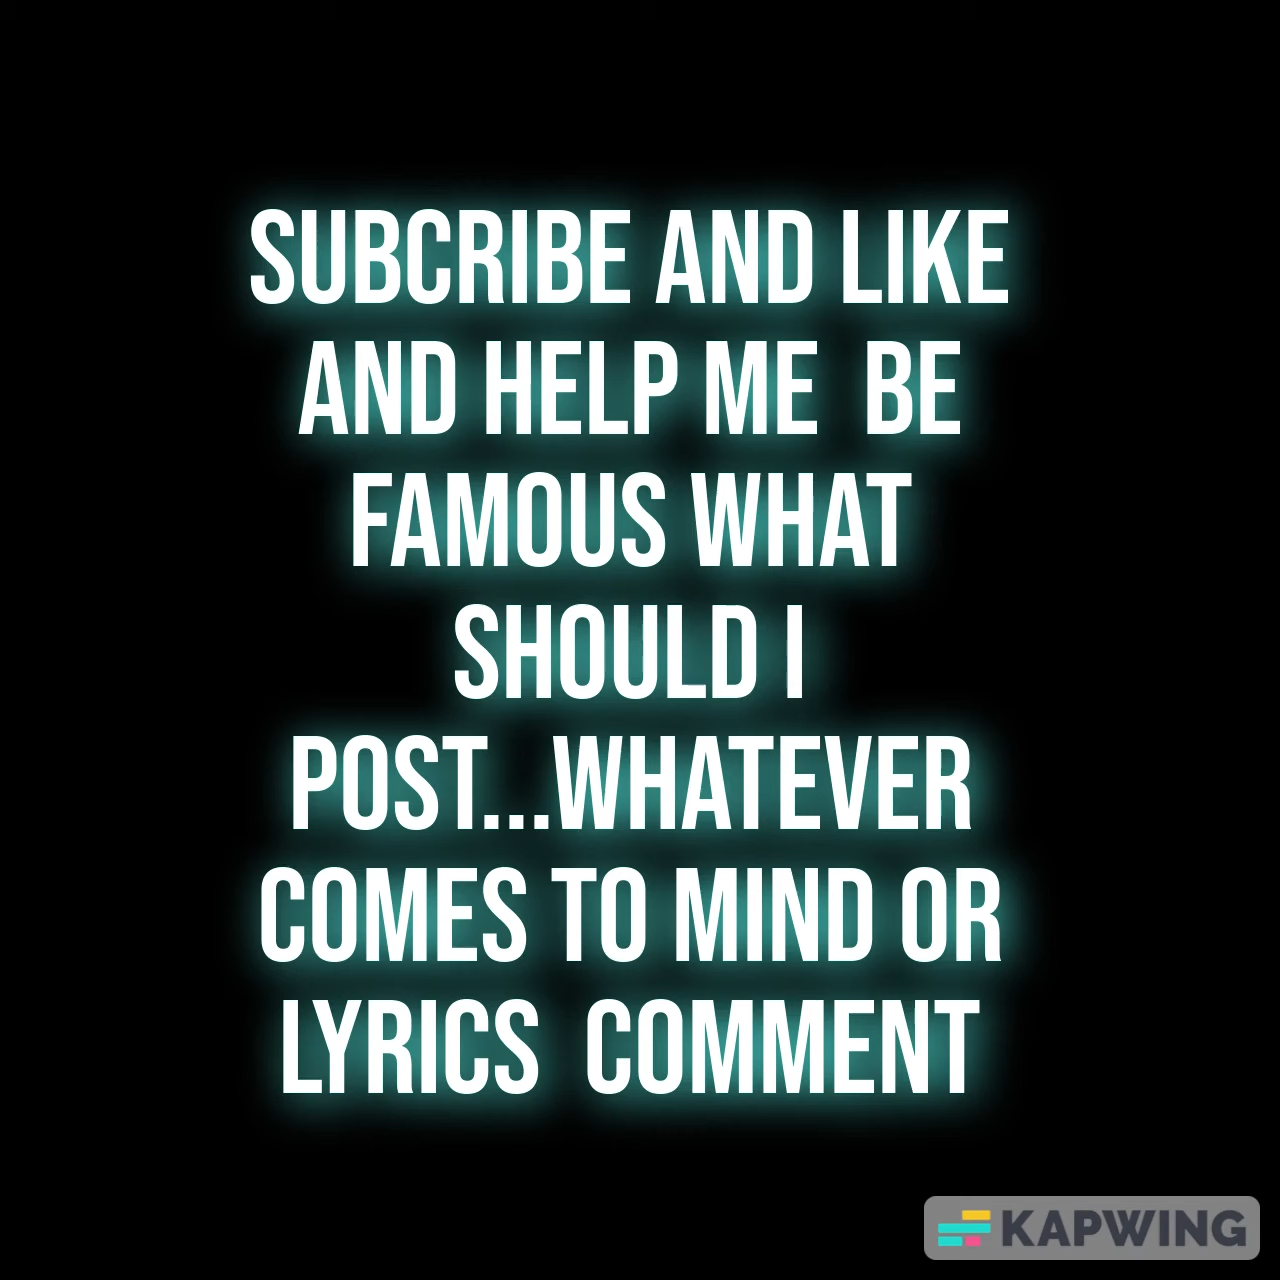 SUBCRIBE AND LIKE
AND HELP ME BE
FAMOUS WHAT
SHOULD I
POST...WHATEVER
COMES TO MIND OR
LYRICS COMMENT
KAPWING